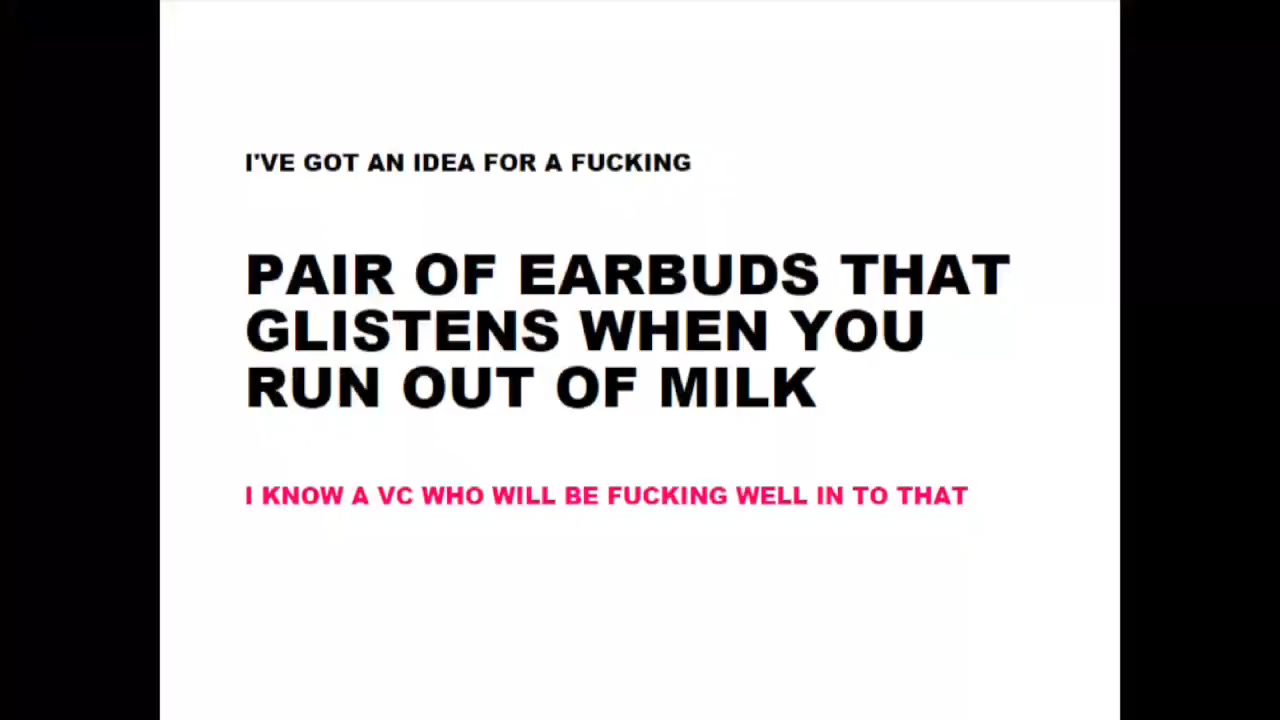 I'VE GOT AN IDEA FOR A FUCKING
PAIR OF EARBUDS THAT
GLISTENS WHEN YOU
RUN OUT OF MILK
I KNOW A VC WHO WILL BE FUCKING WELL IN TO THAT